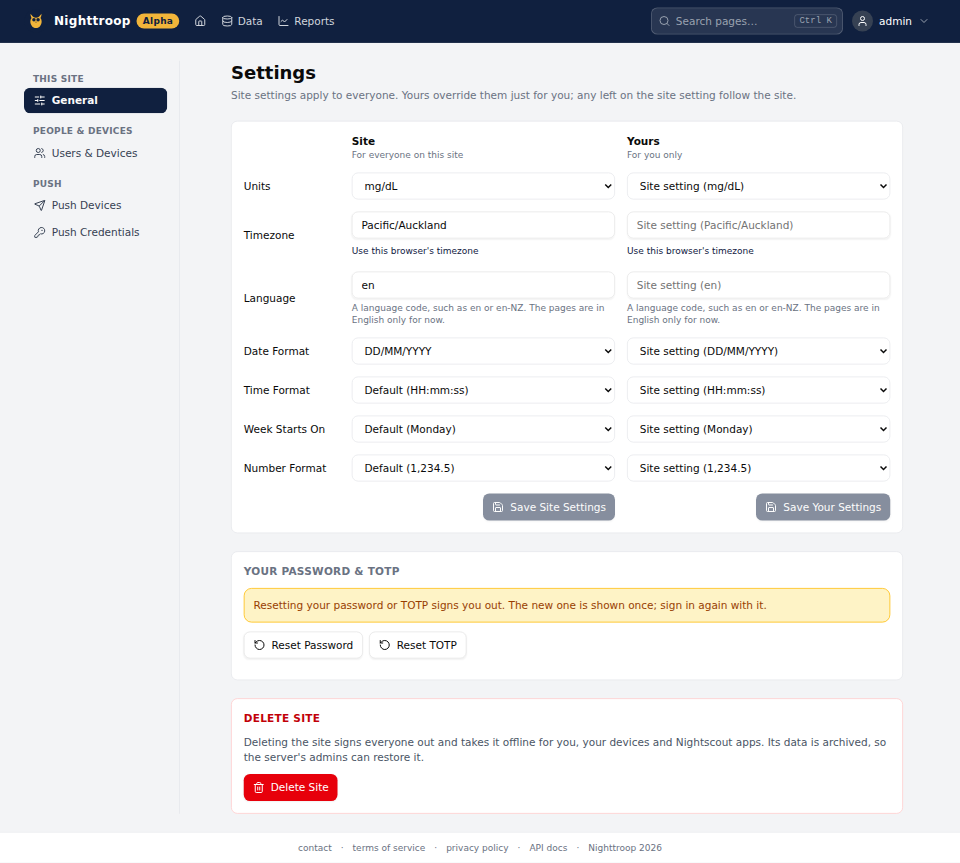 Nighttroop Alpha Data Reports Search pages... Ctrl K admin
THIS SITE
General
PEOPLE & DEVICES
Users & Devices
PUSH
Push Devices
Push Credentials
Settings
Site settings apply to everyone. Yours override them just for you; any left on the site setting follow the site.
Site Yours
For everyone on this site For you only
Units mg/dL Site setting (mg/dL)
Timezone Pacific/Auckland Site setting (Pacific/Auckland)
Use this browser's timezone Use this browser's timezone
Language en Site setting (en)
A language code, such as en or en-NZ. The pages are in A language code, such as en or en-NZ. The pages are in
English only for now. English only for now.
Date Format DD/MM/YYYY Site setting (DD/MM/YYYY)
Time Format Default (HH:mm:ss) Site setting (HH:mm:ss)
Week Starts On Default (Monday) Site setting (Monday)
Number Format Default (1,234.5) Site setting (1,234.5)
Save Site Settings Save Your Settings
YOUR PASSWORD & TOTP
Resetting your password or TOTP signs you out. The new one is shown once; sign in again with it.
Reset Password Reset TOTP
DELETE SITE
Deleting the site signs everyone out and takes it offline for you, your devices and Nightscout apps. Its data is archived, so
the server's admins can restore it.
Delete Site
contact · terms of service · privacy policy · API docs · Nighttroop 2026